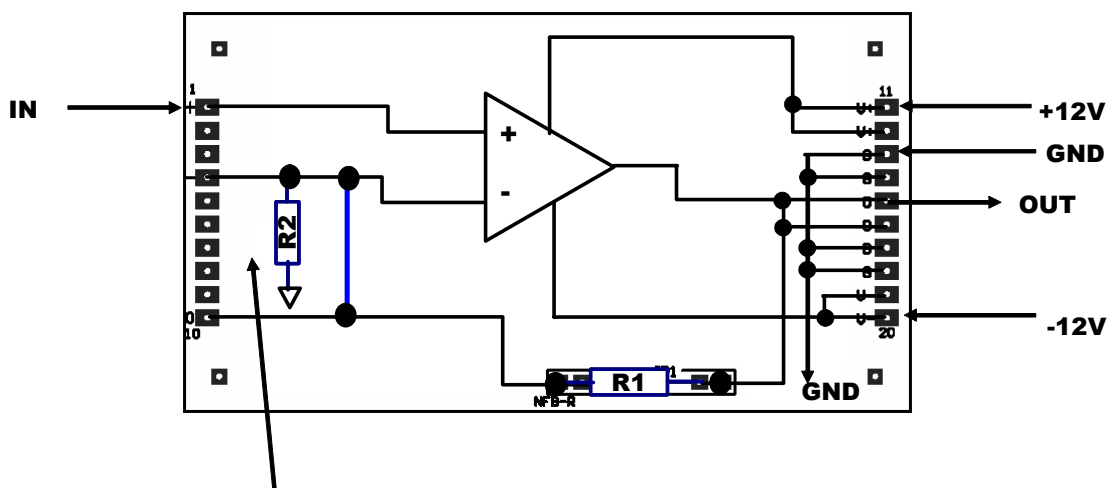 IN
1
+
-
10
R2
+
-
11
V+
V+
G
G
O
G
G
V-
20
+12V
GND
OUT
-12V
R1
NFB-R
GND